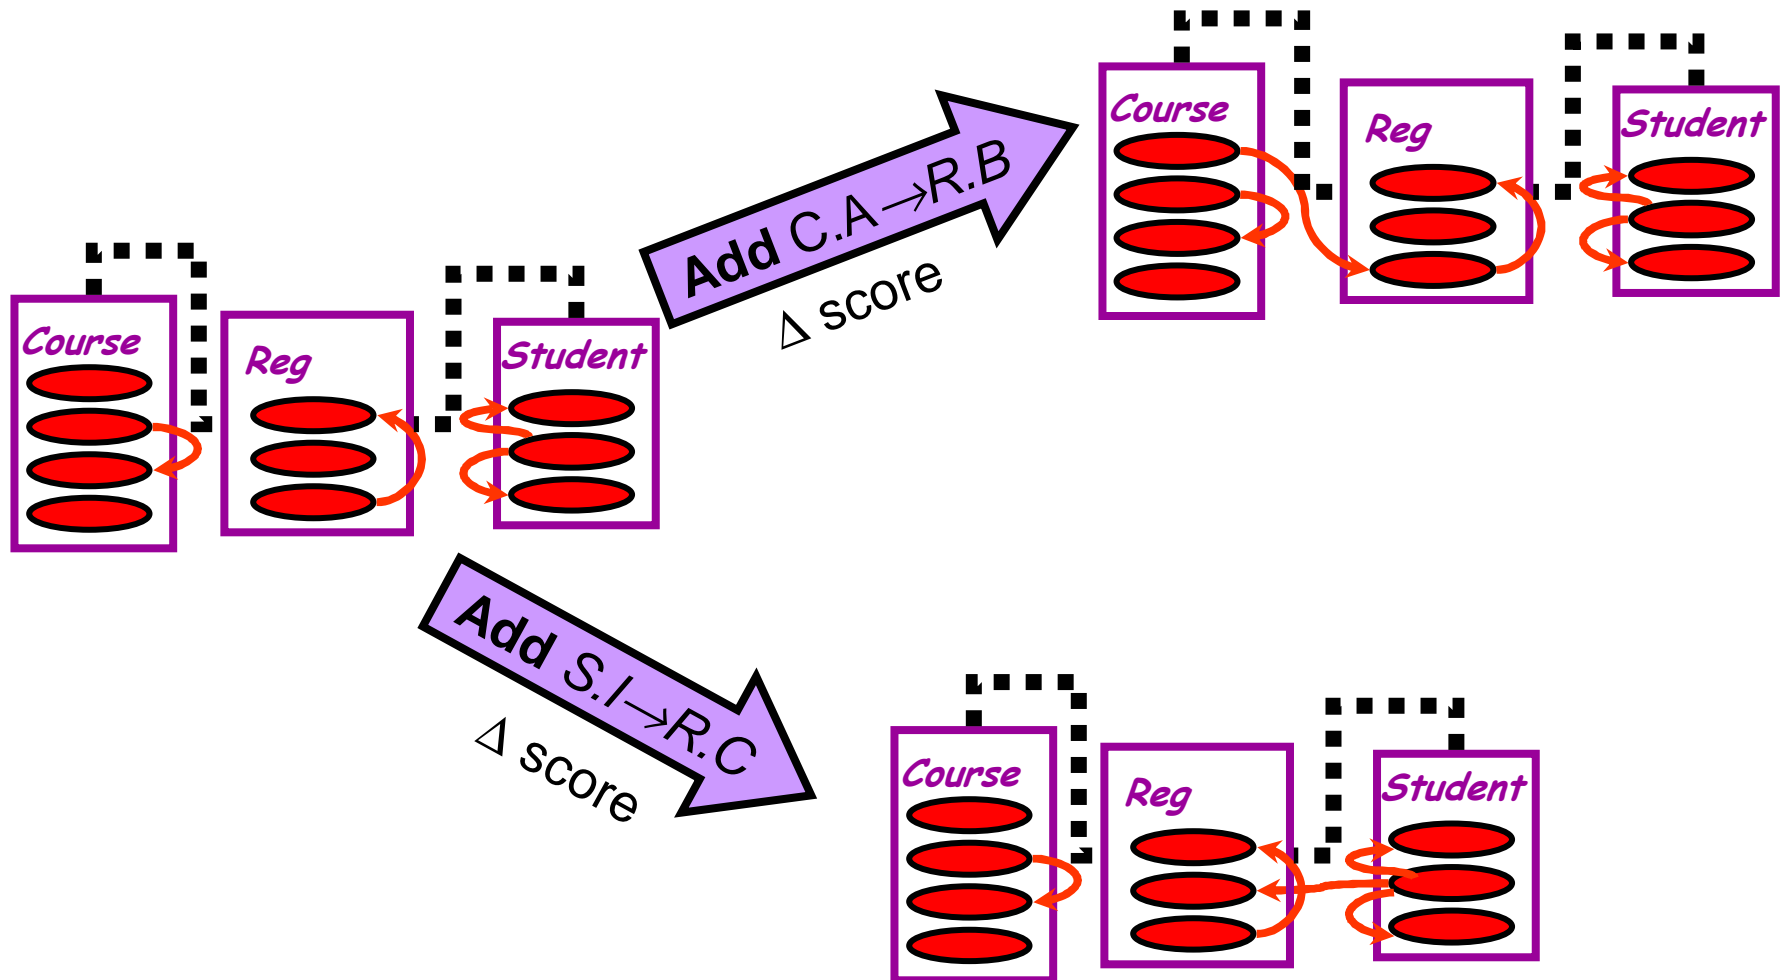 Course
Reg
Student
Add C.A→R.B
Δ score
Course
Reg
Student
Add S.I→R.C
Δ score
Course
Reg
Student